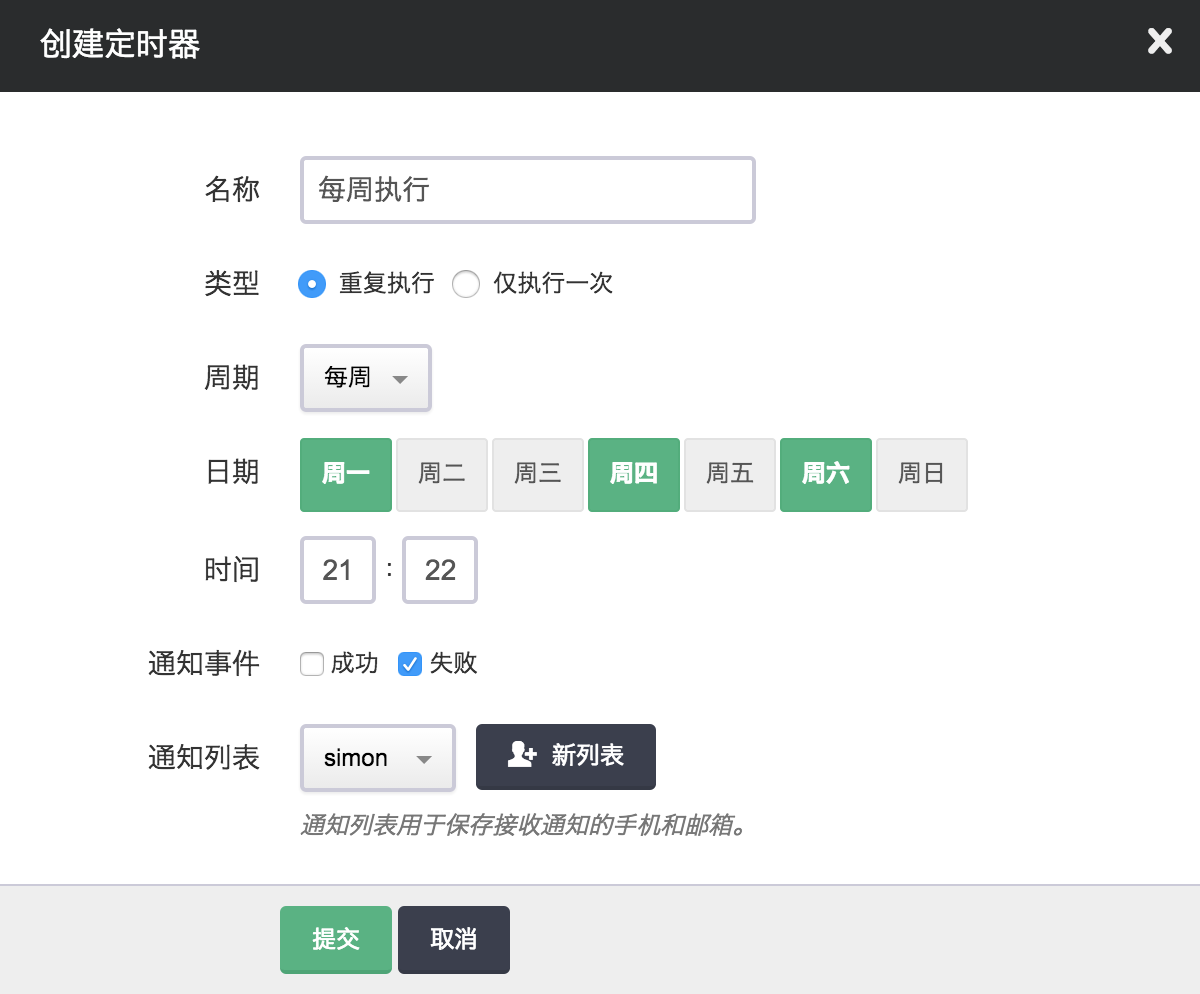 创建定时器
名称 每周执行
类型 重复执行 仅执行一次
周期 每周
日期 周一 周二 周三 周四 周五 周六 周日
时间 21 : 22
通知事件 成功 失败
通知列表 simon 新列表
通知列表用于保存接收通知的手机和邮箱。
提交 取消